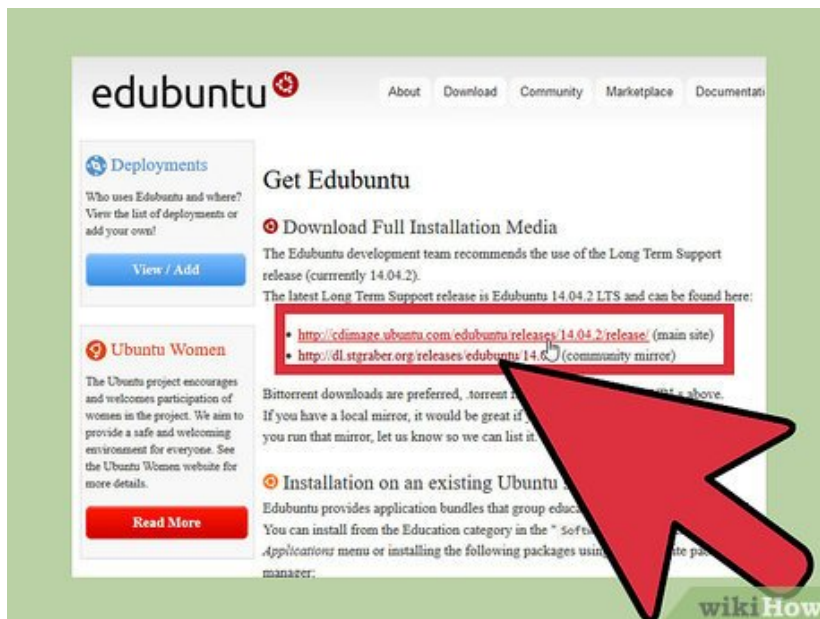 edubuntu
About Download Community Marketplace Documentati
Deployments
Who uses Edubuntu and where?
View the list of deployments or
add your own!
View / Add
Ubuntu Women
The Ubuntu project encourages
and welcomes participation of
women in the project. We aim to
provide a safe and welcoming
environment for everyone. See
the Ubuntu Women website for
more details.
Read More
Get Edubuntu
Download Full Installation Media
The Edubuntu development team recommends the use of the Long Term Support
release (currrently 14.04.2).
The latest Long Term Support release is Edubuntu 14.04.2 LTS and can be found here:
http://cdimage.ubuntu.com/edubuntu/releases/14.04.2/release/ (main site)
http://dl.stgraber.org/releases/edubuntu/14.0 (community mirror)
Bittorrent downloads are preferred, .torrent above.
If you have a local mirror, it would be great if
you run that mirror, let us know so we can list it.
Installation on an existing Ubuntu
Edubuntu provides application bundles that group educa
You can install from the Education category in the " Softw
Applications menu or installing the following packages using pac
manager:
wikiHow